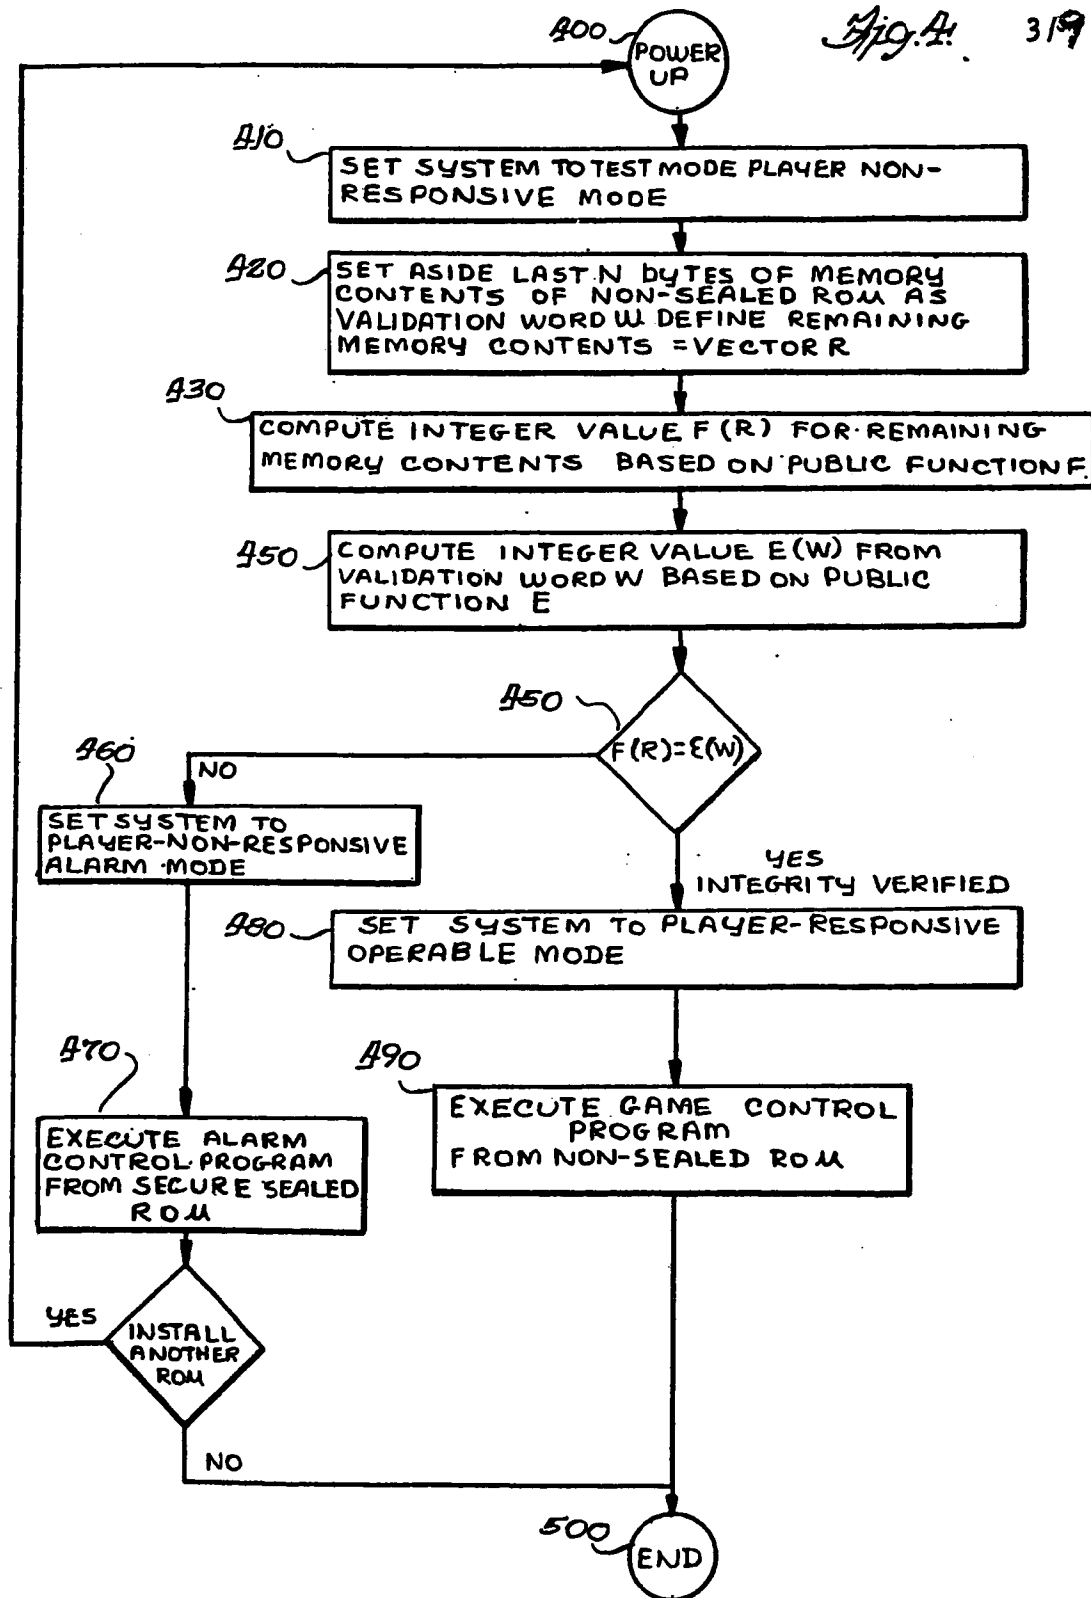 Fig. 4.
3/9
400
POWER
UP
410
SET SYSTEM TO TEST MODE PLAYER NON-
RESPONSIVE MODE
420
SET ASIDE LAST N bYTES OF MEMORY
CONTENTS OF NON-SEALED ROM AS
VALIDATION WORD W DEFINE REMAINING
MEMORY CONTENTS = VECTOR R
430
COMPUTE INTEGER VALUE F(R) FOR REMAINING
MEMORY CONTENTS BASED ON PUBLIC FUNCTION F.
450
COMPUTE INTEGER VALUE E(W) FROM
VALIDATION WORD W BASED ON PUBLIC
FUNCTION E
450
F(R)=E(W)
NO
460
SET SYSTEM TO
PLAYER-NON-RESPONSIVE
ALARM MODE
YES
INTEGRITY VERIFIED
480
SET SYSTEM TO PLAYER-RESPONSIVE
OPERABLE MODE
470
EXECUTE ALARM
CONTROL PROGRAM
FROM SECURE SEALED
ROM
490
EXECUTE GAME CONTROL
PROGRAM
FROM NON-SEALED ROM
YES
INSTALL
ANOTHER
ROM
NO
500
END